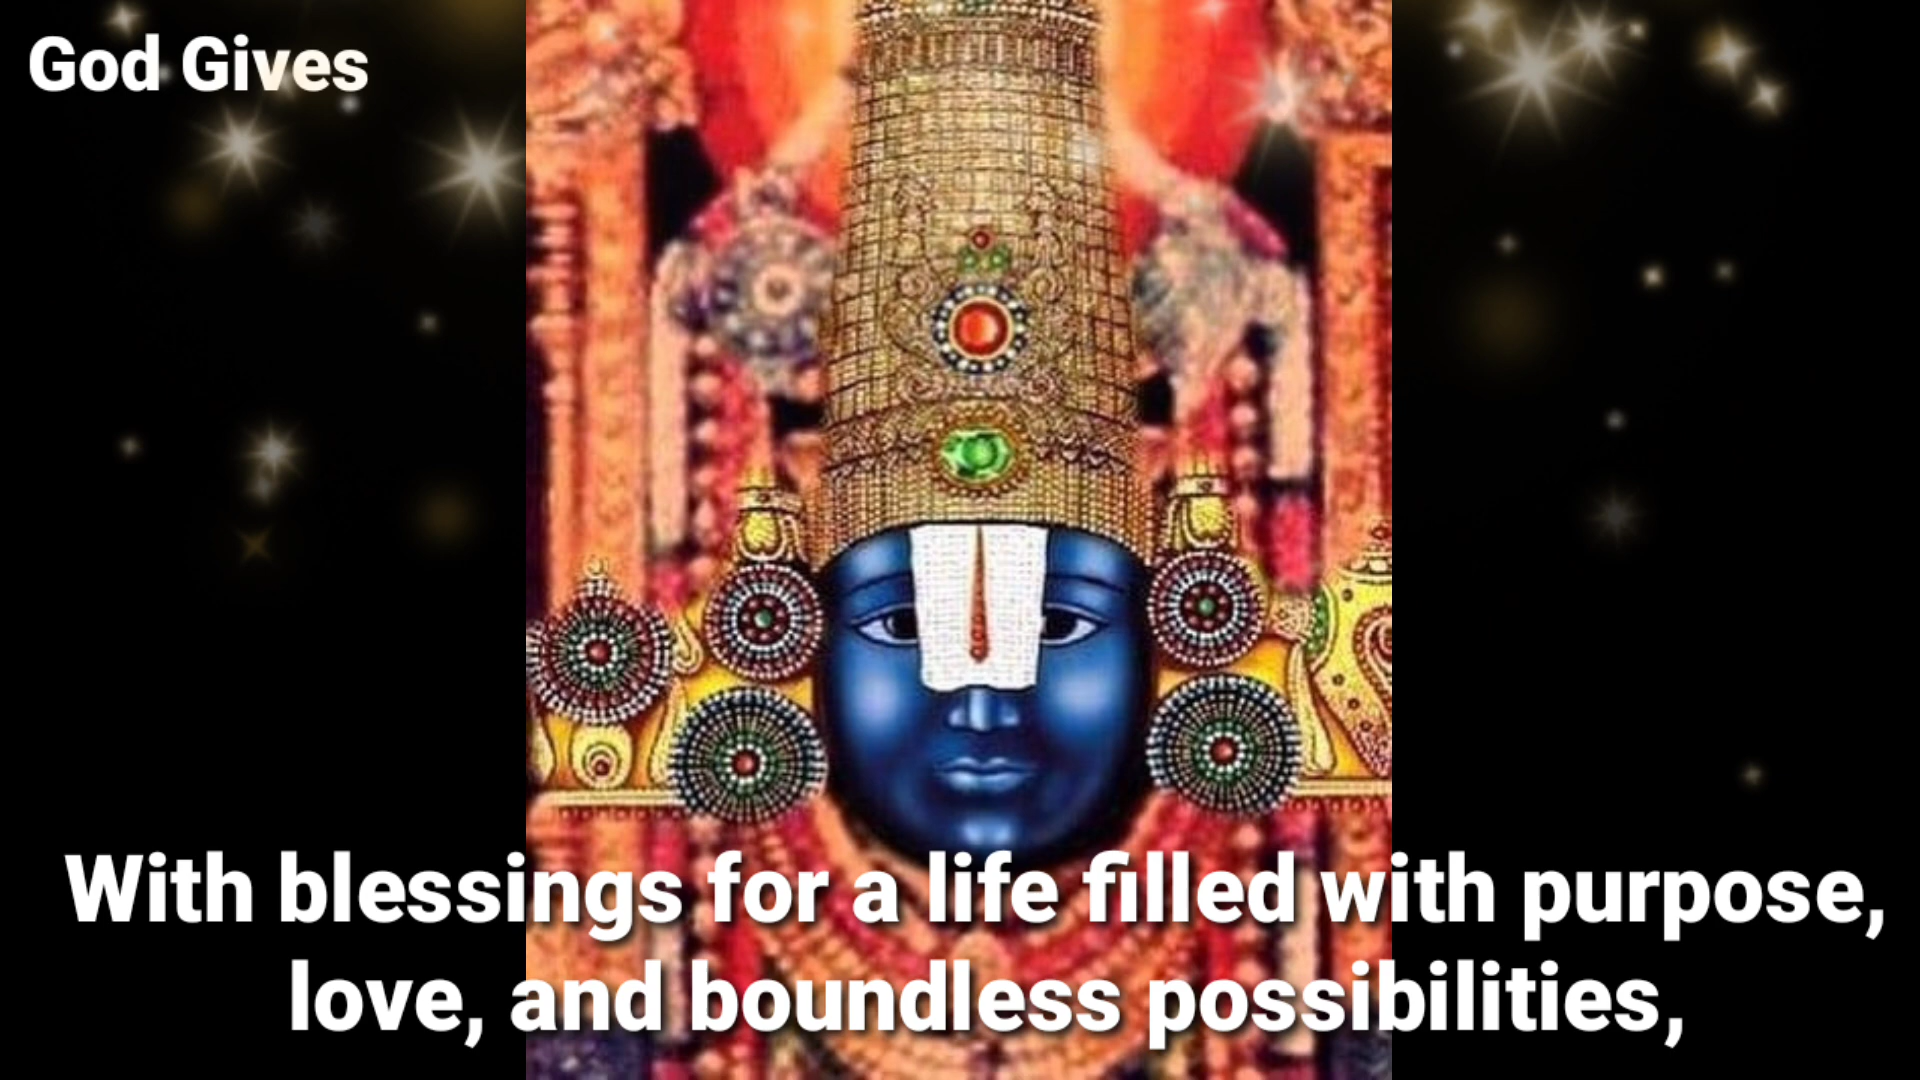 God Gives
With blessings for a life filled with purpose,
love, and boundless possibilities,